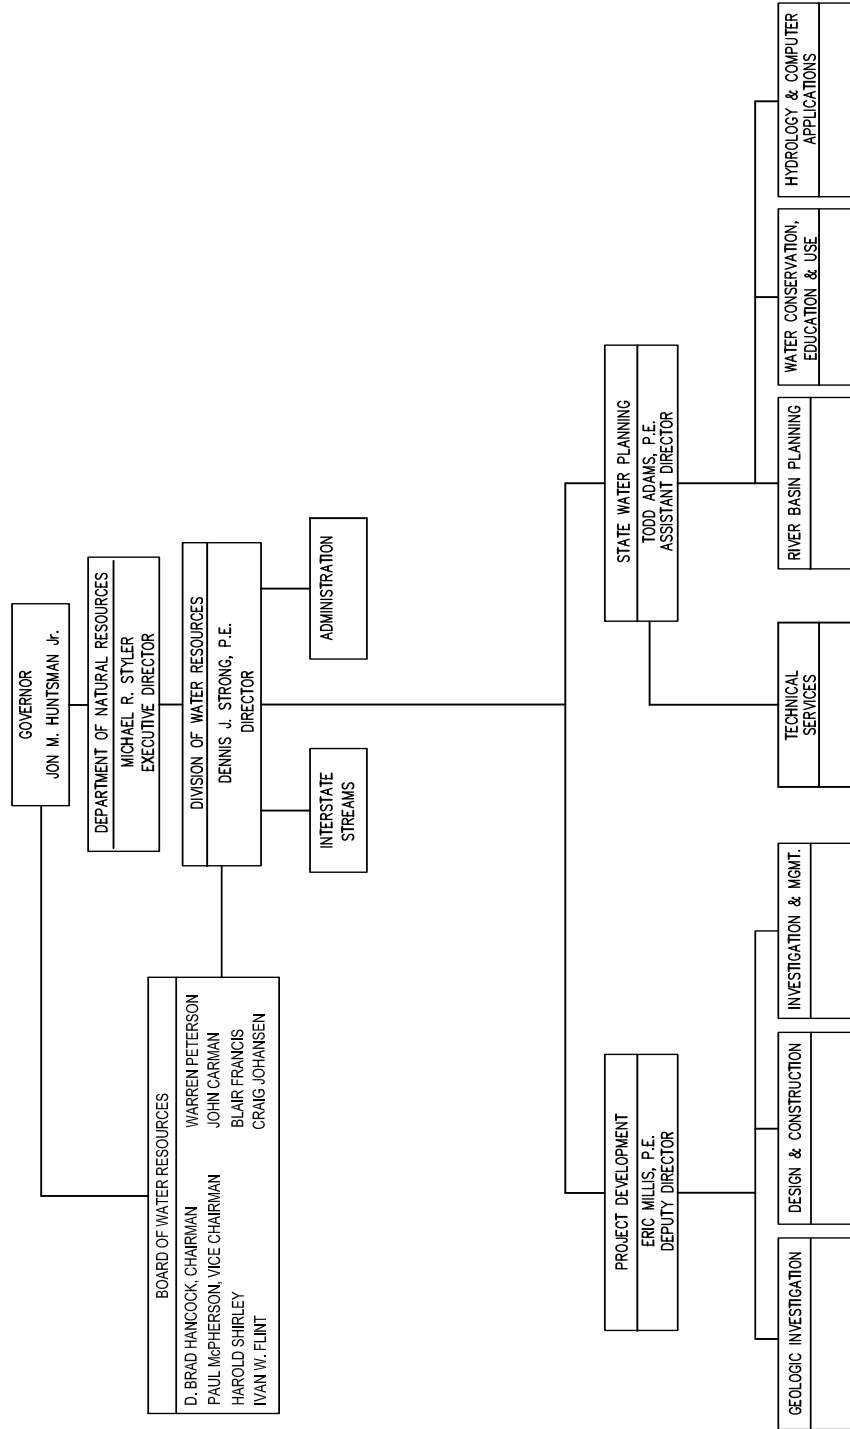 GOVERNOR
JON M. HUNTSMAN Jr.
DEPARTMENT OF NATURAL RESOURCES
MICHAEL R. STYLER
EXECUTIVE DIRECTOR
BOARD OF WATER RESOURCES
D. BRAD HANCOCK, CHAIRMAN
PAUL McPHERSON, VICE CHAIRMAN
HAROLD SHIRLEY
IVAN W. FLINT
WARREN PETERSON
JOHN CARMAN
BLAIR FRANCIS
CRAIG JOHANSEN
DIVISION OF WATER RESOURCES
DENNIS J. STRONG, P.E.
DIRECTOR
INTERSTATE
STREAMS
ADMINISTRATION
PROJECT DEVELOPMENT
ERIC MILLIS, P.E.
DEPUTY DIRECTOR
STATE WATER PLANNING
TODD ADAMS, P.E.
ASSISTANT DIRECTOR
GEOLOGIC INVESTIGATION
DESIGN & CONSTRUCTION
INVESTIGATION & MGMT.
TECHNICAL
SERVICES
RIVER BASIN PLANNING
WATER CONSERVATION,
EDUCATION & USE
HYDROLOGY & COMPUTER
APPLICATIONS